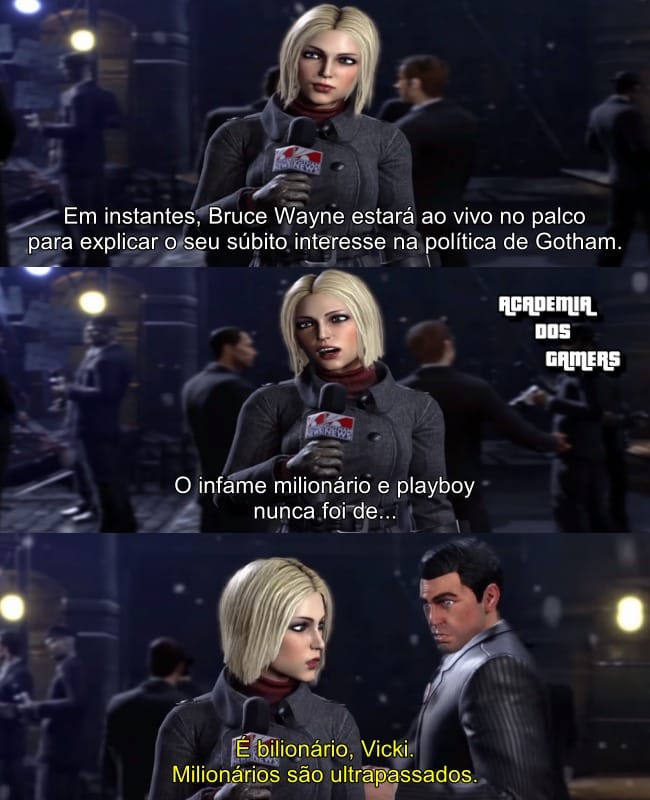 Em instantes, Bruce Wayne estará ao vivo no palco
para explicar o seu súbito interesse na política de Gotham.
ACADEMIA
DOS
GAMERS
NEWS
O infame milionário e playboy
nunca foi de...
É bilionário, Vicki.
Milionários são ultrapassados.